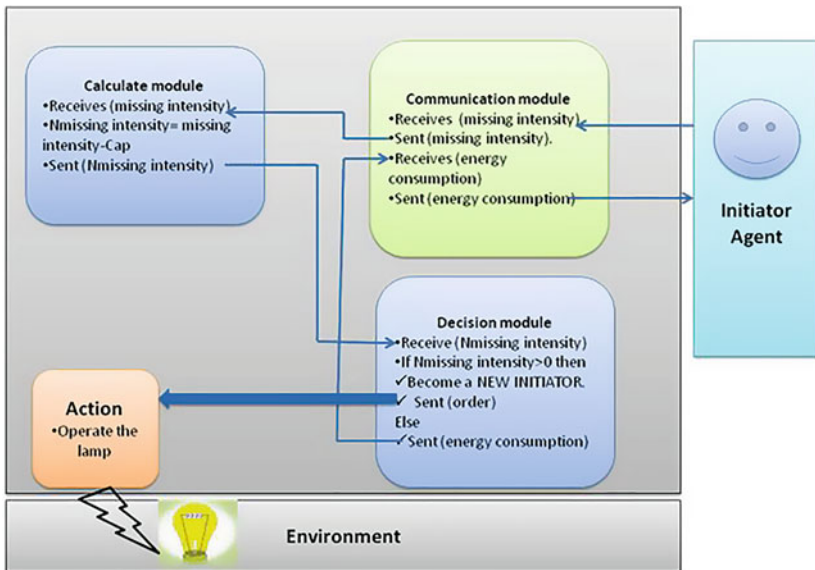 Calculate module
•Receives (missing intensity)
•Nmissing intensity= missing
intensity-Cap
•Sent (Nmissing intensity)
Communication module
•Receives (missing intensity)
•Sent (missing intensity).
•Receives (energy
consumption)
•Sent (energy consumption)
Initiator
Agent
Decision module
•Receive (Nmissing intensity)
•If Nmissing intensity>0 then
✓Become a NEW INITIATOR.
✓ Sent (order)
Else
✓Sent (energy consumption)
Action
•Operate the
lamp
Environment